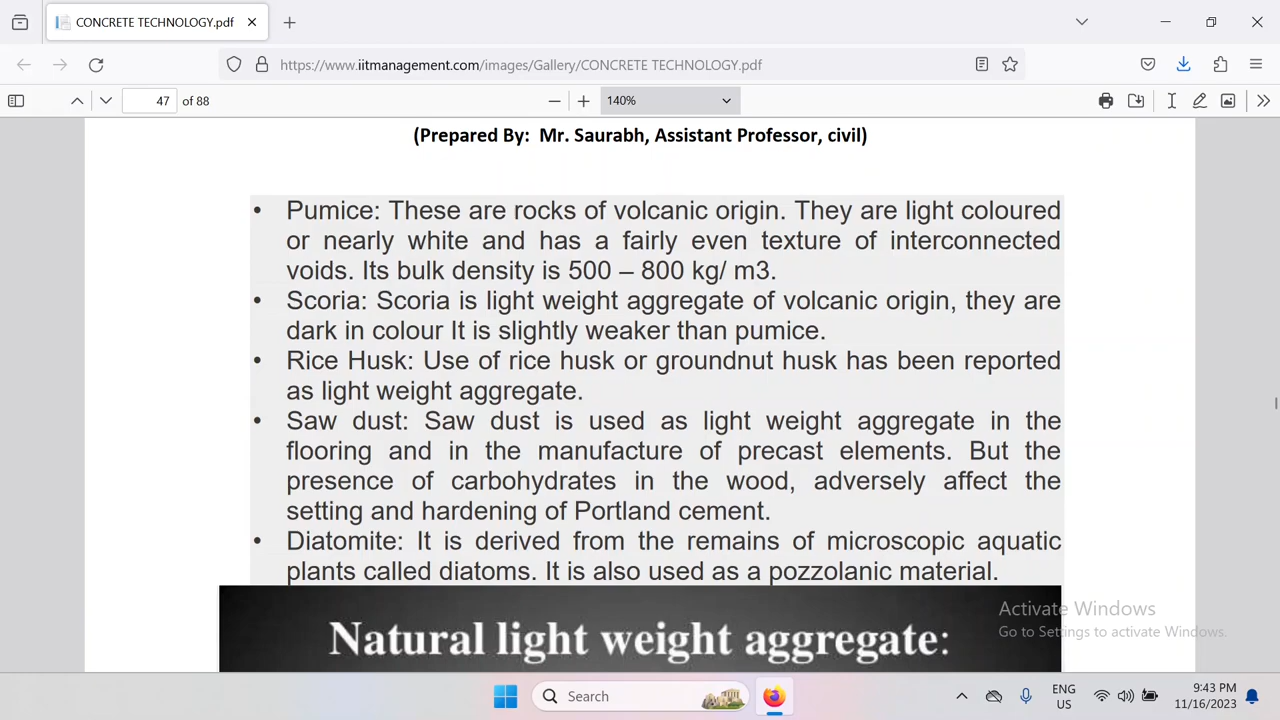 CONCRETE TECHNOLOGY.pdf
https://www.iitmanagement.com/images/Gallery/CONCRETE TECHNOLOGY.pdf
47 of 88
140%
(Prepared By: Mr. Saurabh, Assistant Professor, civil)
• Pumice: These are rocks of volcanic origin. They are light coloured
or nearly white and has a fairly even texture of interconnected
voids. Its bulk density is 500 – 800 kg/ m3.
• Scoria: Scoria is light weight aggregate of volcanic origin, they are
dark in colour It is slightly weaker than pumice.
• Rice Husk: Use of rice husk or groundnut husk has been reported
as light weight aggregate.
• Saw dust: Saw dust is used as light weight aggregate in the
flooring and in the manufacture of precast elements. But the
presence of carbohydrates in the wood, adversely affect the
setting and hardening of Portland cement.
• Diatomite: It is derived from the remains of microscopic aquatic
plants called diatoms. It is also used as a pozzolanic material.
Natural light weight aggregate:
Activate Windows
Go to Settings to activate Windows.
Search
ENG
US
9:43 PM
11/16/2023